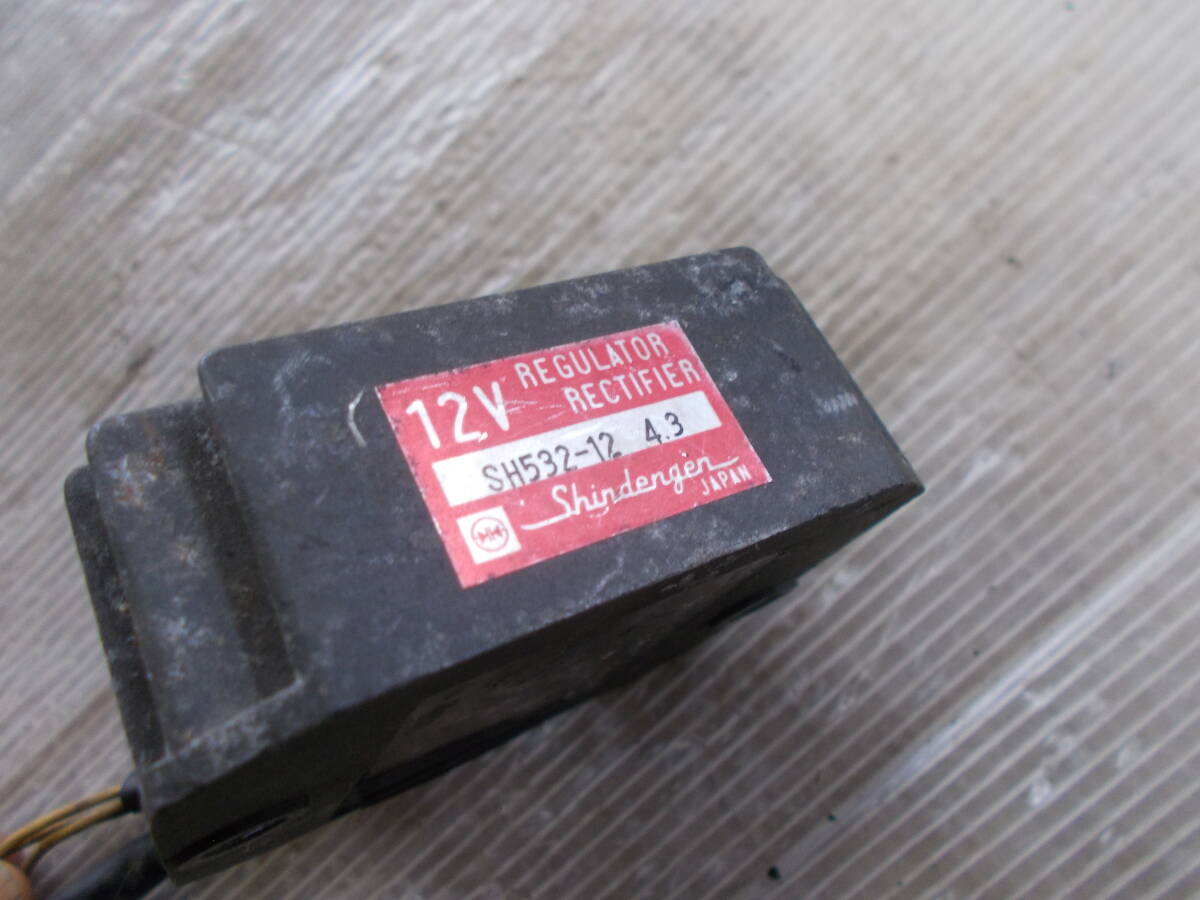 12V REGULATOR
RECTIFIER
SH532-12 4.3
Shindengen
JAPAN